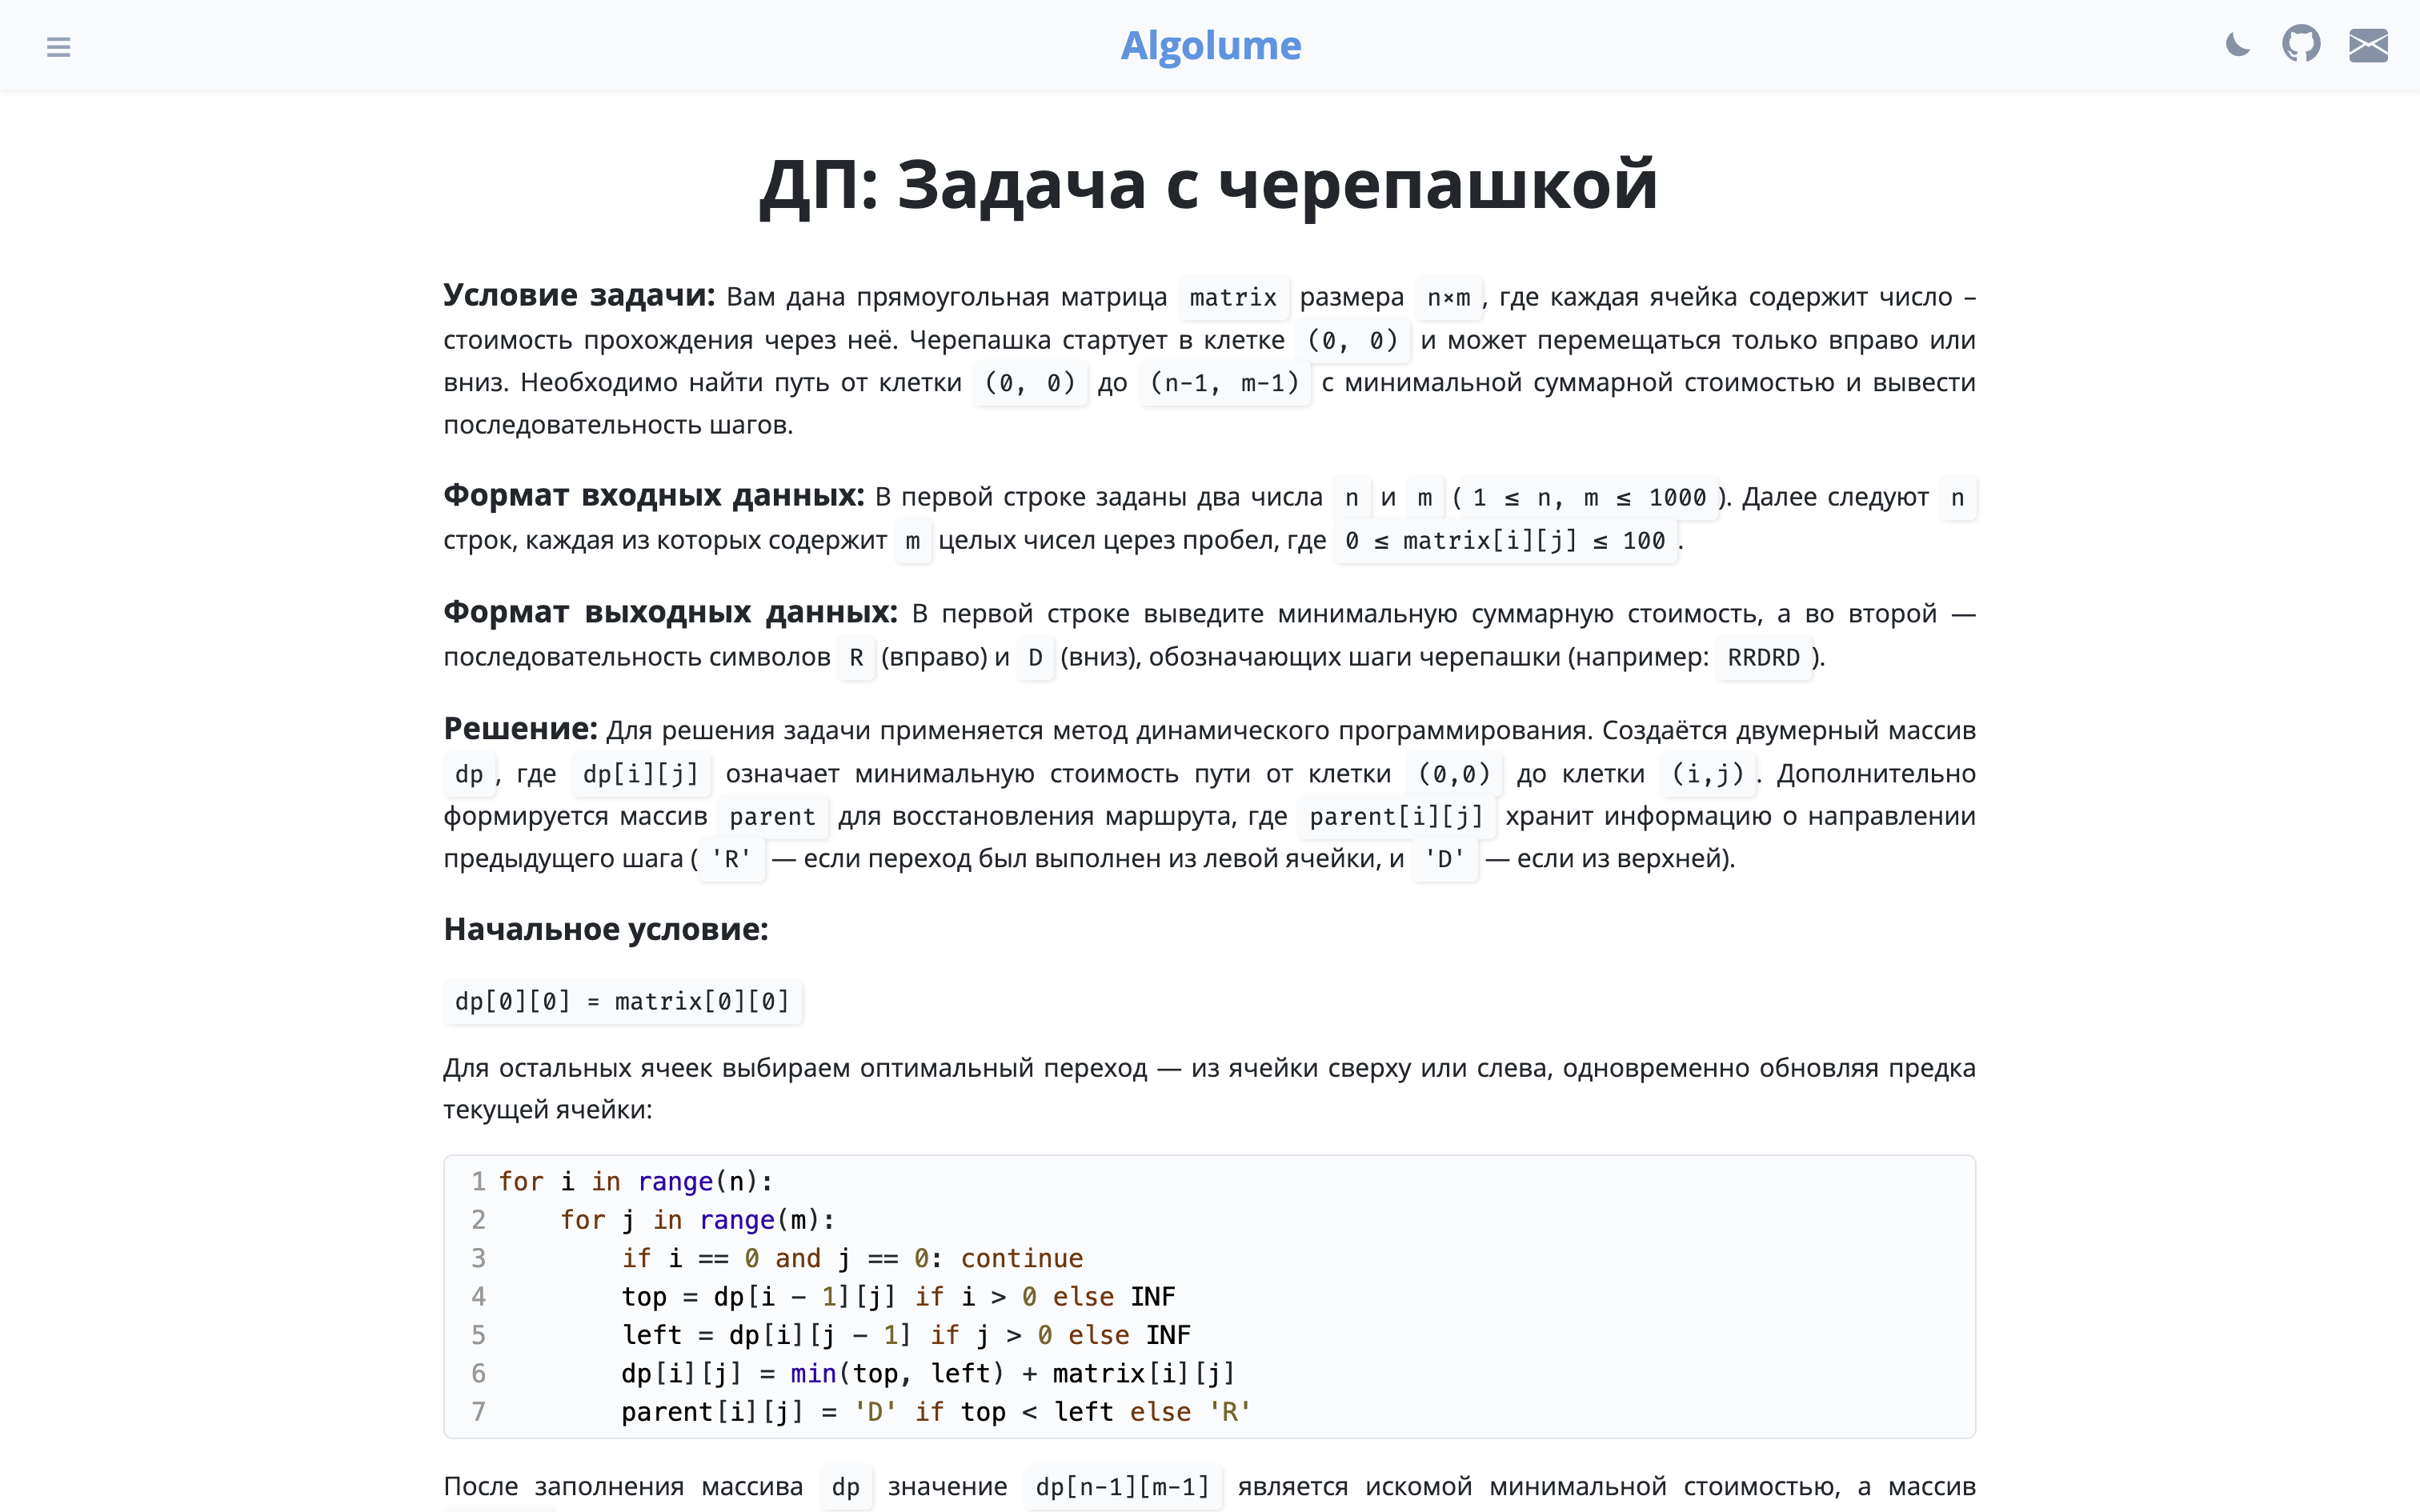 Algolume
ДП: Задача с черепашкой
Условие задачи: Вам дана прямоугольная матрица matrix размера n×m, где каждая ячейка содержит число –
стоимость прохождения через неё. Черепашка стартует в клетке (0, 0) и может перемещаться только вправо или
вниз. Необходимо найти путь от клетки (0, 0) до (n-1, m-1) с минимальной суммарной стоимостью и вывести
последовательность шагов.
Формат входных данных: В первой строке заданы два числа n и m (1 ≤ n, m ≤ 1000). Далее следуют n
строк, каждая из которых содержит m целых чисел церез пробел, где 0 ≤ matrix[i][j] ≤ 100.
Формат выходных данных: В первой строке выведите минимальную суммарную стоимость, а во второй —
последовательность символов R (вправо) и D (вниз), обозначающих шаги черепашки (например: RRDRD).
Решение: Для решения задачи применяется метод динамического программирования. Создаётся двумерный массив
dp, где dp[i][j] означает минимальную стоимость пути от клетки (0,0) до клетки (i,j). Дополнительно
формируется массив parent для восстановления маршрута, где parent[i][j] хранит информацию о направлении
предыдущего шага ('R' — если переход был выполнен из левой ячейки, и 'D' — если из верхней).
Начальное условие:
dp[0][0] = matrix[0][0]
Для остальных ячеек выбираем оптимальный переход — из ячейки сверху или слева, одновременно обновляя предка
текущей ячейки:
1 for i in range(n):
2     for j in range(m):
3         if i == 0 and j == 0: continue
4         top = dp[i - 1][j] if i > 0 else INF
5         left = dp[i][j - 1] if j > 0 else INF
6         dp[i][j] = min(top, left) + matrix[i][j]
7         parent[i][j] = 'D' if top < left else 'R'
После заполнения массива dp значение dp[n-1][m-1] является искомой минимальной стоимостью, а массив